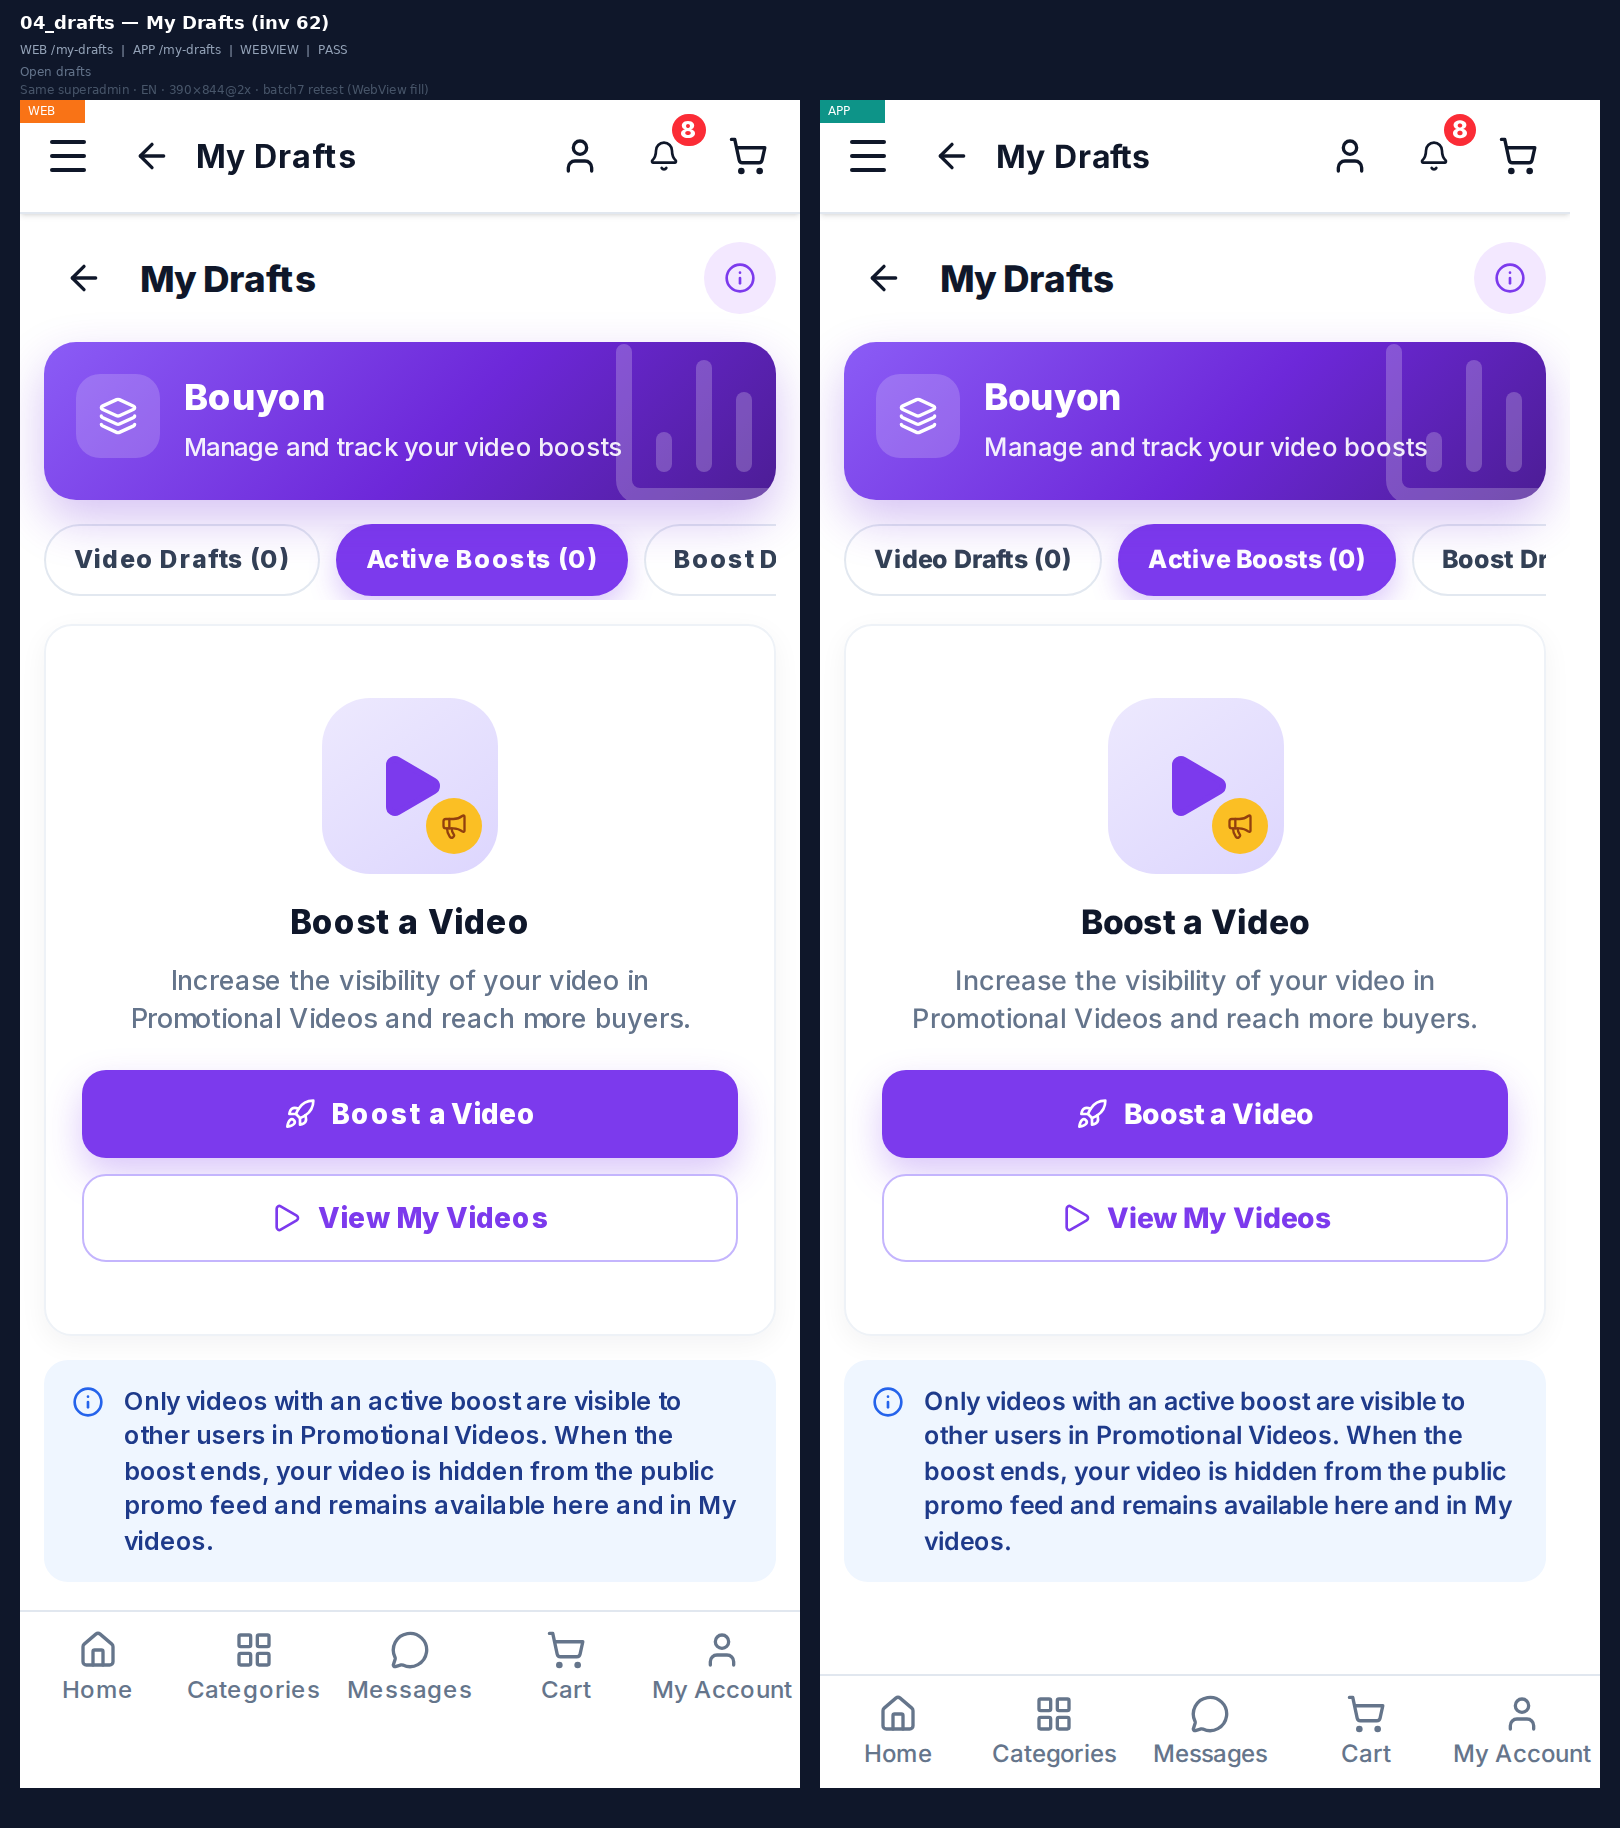 04_drafts — My Drafts (inv 62)
WEB /my-drafts | APP /my-drafts | WEBVIEW | PASS
Open drafts
Same superadmin · EN · 390×844@2x · batch7 retest (WebView fill)
WEB
My Drafts
8
My Drafts
Bouyon
Manage and track your video boosts
Video Drafts (0)
Active Boosts (0)
Boost D
Boost a Video
Increase the visibility of your video in
Promotional Videos and reach more buyers.
Boost a Video
View My Videos
Only videos with an active boost are visible to
other users in Promotional Videos. When the
boost ends, your video is hidden from the public
promo feed and remains available here and in My
videos.
Home
Categories
Messages
Cart
My Account
APP
My Drafts
8
My Drafts
Bouyon
Manage and track your video boosts
Video Drafts (0)
Active Boosts (0)
Boost Dr
Boost a Video
Increase the visibility of your video in
Promotional Videos and reach more buyers.
Boost a Video
View My Videos
Only videos with an active boost are visible to
other users in Promotional Videos. When the
boost ends, your video is hidden from the public
promo feed and remains available here and in My
videos.
Home
Categories
Messages
Cart
My Account